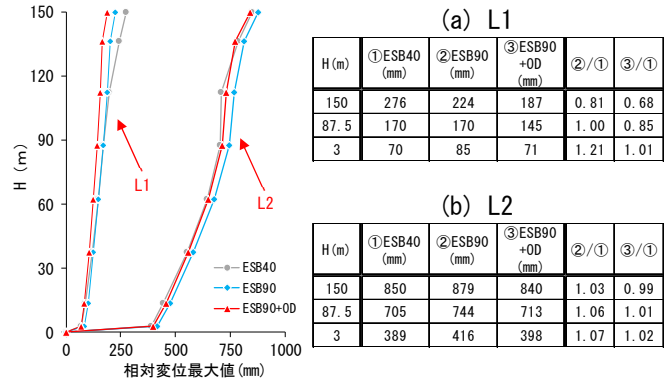 150
120
90
60
30
0
H (m)
L1
L2
ESB40
ESB90
ESB90+OD
0 250 500 750 1000
相対変位最大値(mm)
(a) L1
H(m) ①ESB40 (mm) ②ESB90 (mm) ③ESB90 +OD (mm) ②/① ③/①
150 276 224 187 0.81 0.68
87.5 170 170 145 1.00 0.85
3 70 85 71 1.21 1.01
(b) L2
H(m) ①ESB40 (mm) ②ESB90 (mm) ③ESB90 +OD (mm) ②/① ③/①
150 850 879 840 1.03 0.99
87.5 705 744 713 1.06 1.01
3 389 416 398 1.07 1.02